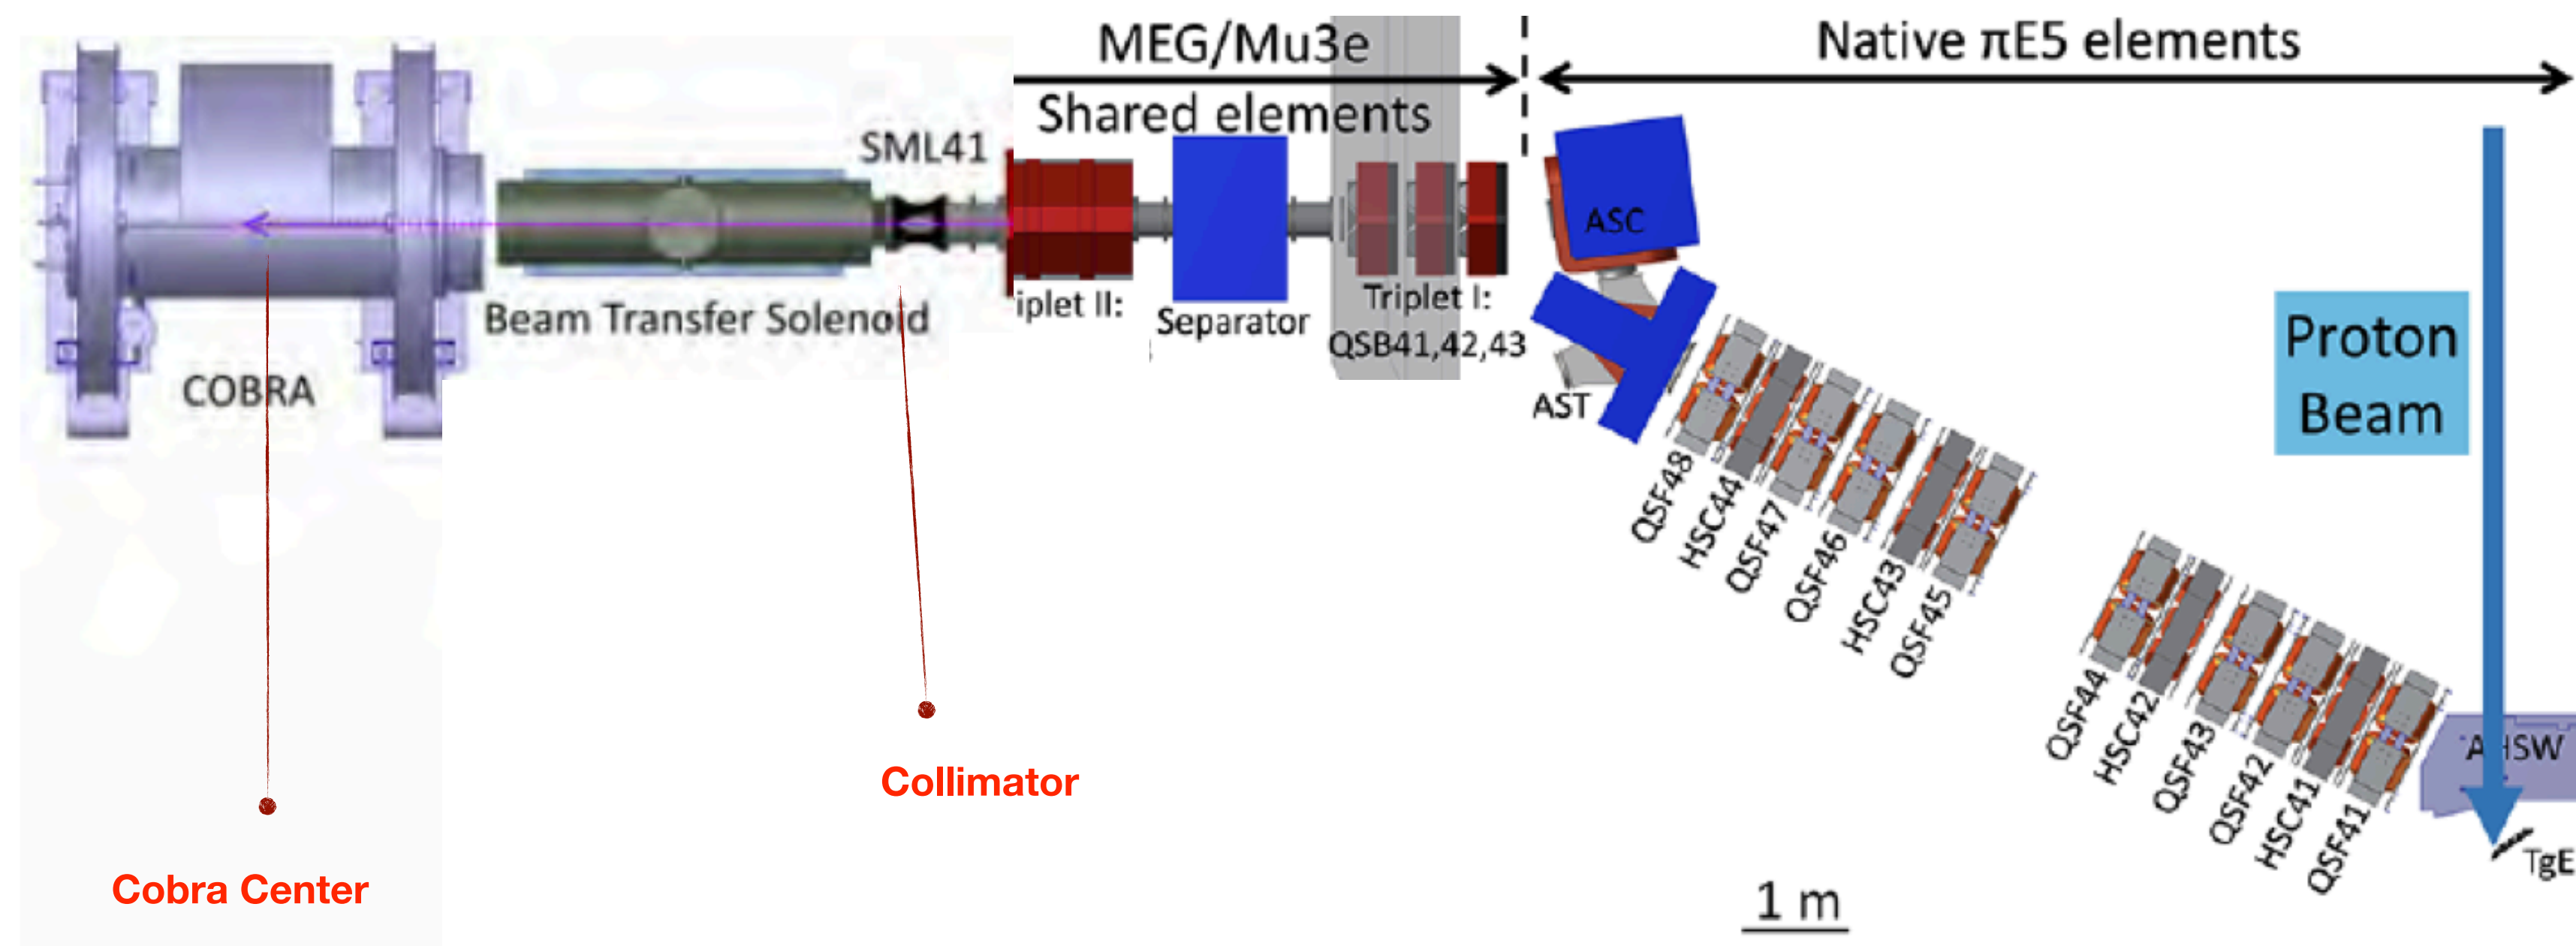 MEG/Mu3e
Native πE5 elements
Shared elements
SML41
ASC
Beam Transfer Solenoid
iplet II:
Separator
Triplet I:
QSB41,42,43
Proton
Beam
COBRA
AST
QSF48
HSC44
QSF47
QSF46
HSC43
QSF45
QSF44
HSC42
QSF43
QSF42
HSC41
QSF41
AHSW
TgE
Collimator
Cobra Center
1 m